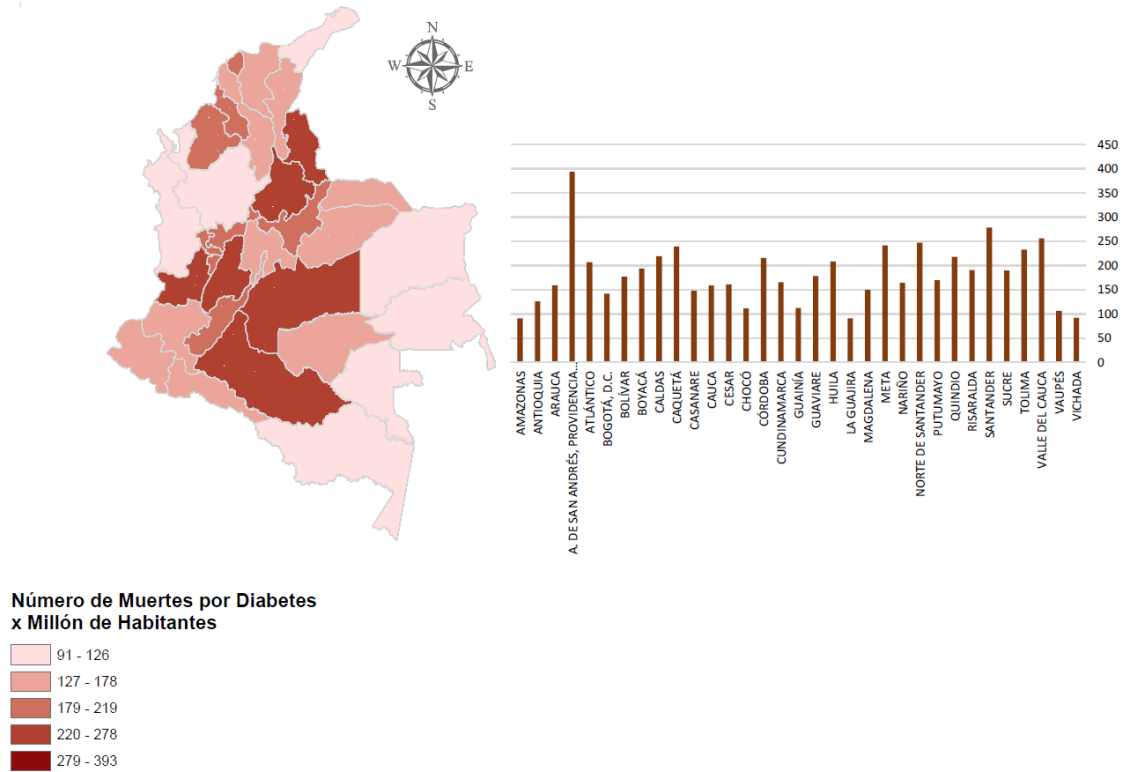 N
W
E
S
450
400
350
300
250
200
150
100
50
0
AMAZONAS
ANTIOQUIA
ARAUCA
A. DE SAN ANDRÉS, PROVIDENCIA...
ATLÁNTICO
BOGOTÁ, D.C.
BOLÍVAR
BOYACÁ
CALDAS
CAQUETÁ
CASANARE
CAUCA
CESAR
CHOCÓ
CÓRDOBA
CUNDINAMARCA
GUAINÍA
GUAVIARE
HUILA
LA GUAJIRA
MAGDALENA
META
NARIÑO
NORTE DE SANTANDER
PUTUMAYO
QUINDIO
RISARALDA
SANTANDER
SUCRE
TOLIMA
VALLE DEL CAUCA
VAUPÉS
VICHADA
Número de Muertes por Diabetes
x Millón de Habitantes
91 - 126
127 - 178
179 - 219
220 - 278
279 - 393